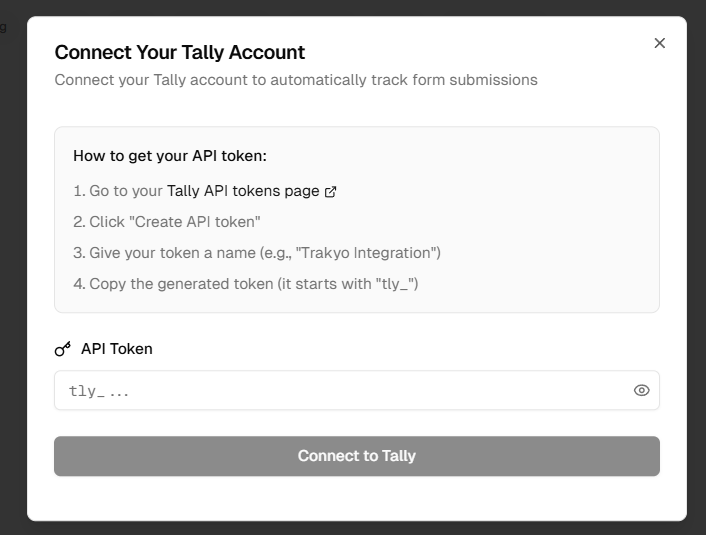 g
Connect Your Tally Account
Connect your Tally account to automatically track form submissions
How to get your API token:
1. Go to your Tally API tokens page
2. Click "Create API token"
3. Give your token a name (e.g., "Trakyo Integration")
4. Copy the generated token (it starts with "tly_")
API Token
tly_...
Connect to Tally